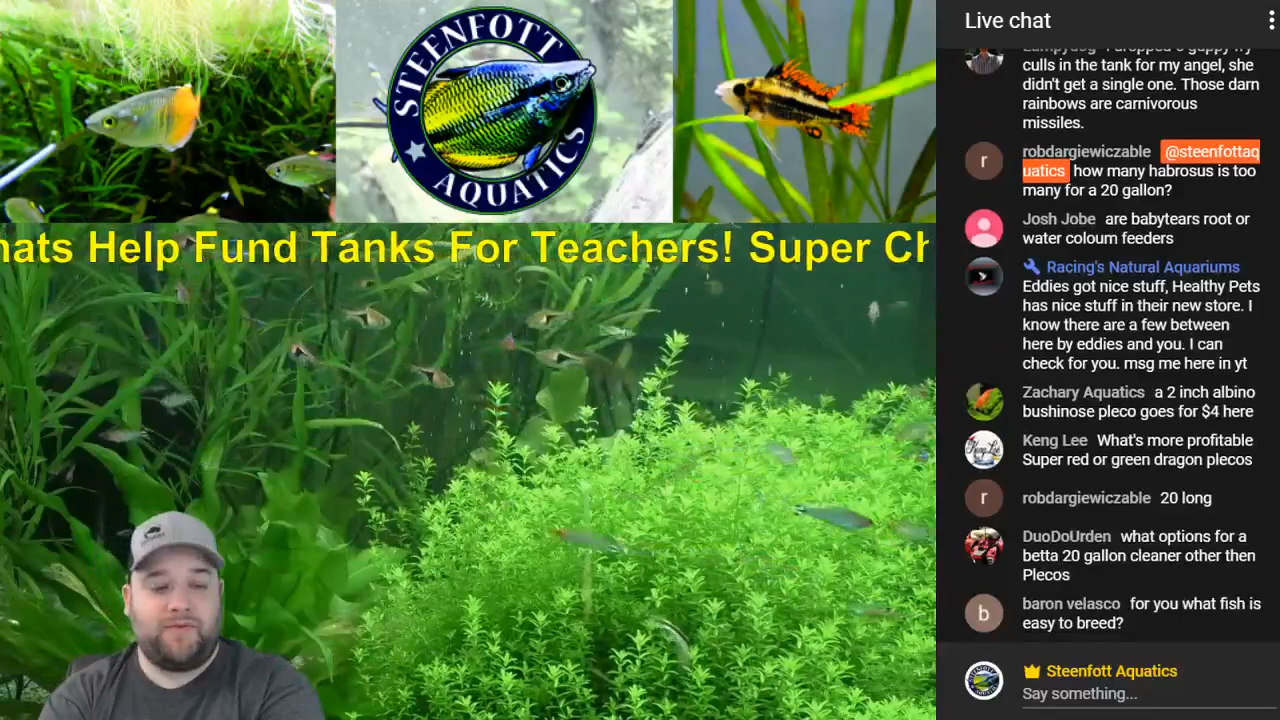 STEENFOTT
AQUATICS
hats Help Fund Tanks For Teachers! Super Ch
Live chat
culls in the tank for my angel, she
didn't get a single one. Those darn
rainbows are carnivorous
missiles.
robdargiewiczable @steenfottaq
uatics how many habrosus is too
many for a 20 gallon?
Josh Jobe are babytears root or
water coloum feeders
Racing's Natural Aquariums
Eddies got nice stuff, Healthy Pets
has nice stuff in their new store. I
know there are a few between
here by eddies and you. I can
check for you. msg me here in yt
Zachary Aquatics a 2 inch albino
bushinose pleco goes for $4 here
Keng Lee What's more profitable
Super red or green dragon plecos
r
robdargiewiczable 20 long
DuoDoUrden what options for a
betta 20 gallon cleaner other then
Plecos
b
baron velasco for you what fish is
easy to breed?
Steenfott Aquatics
Say something...